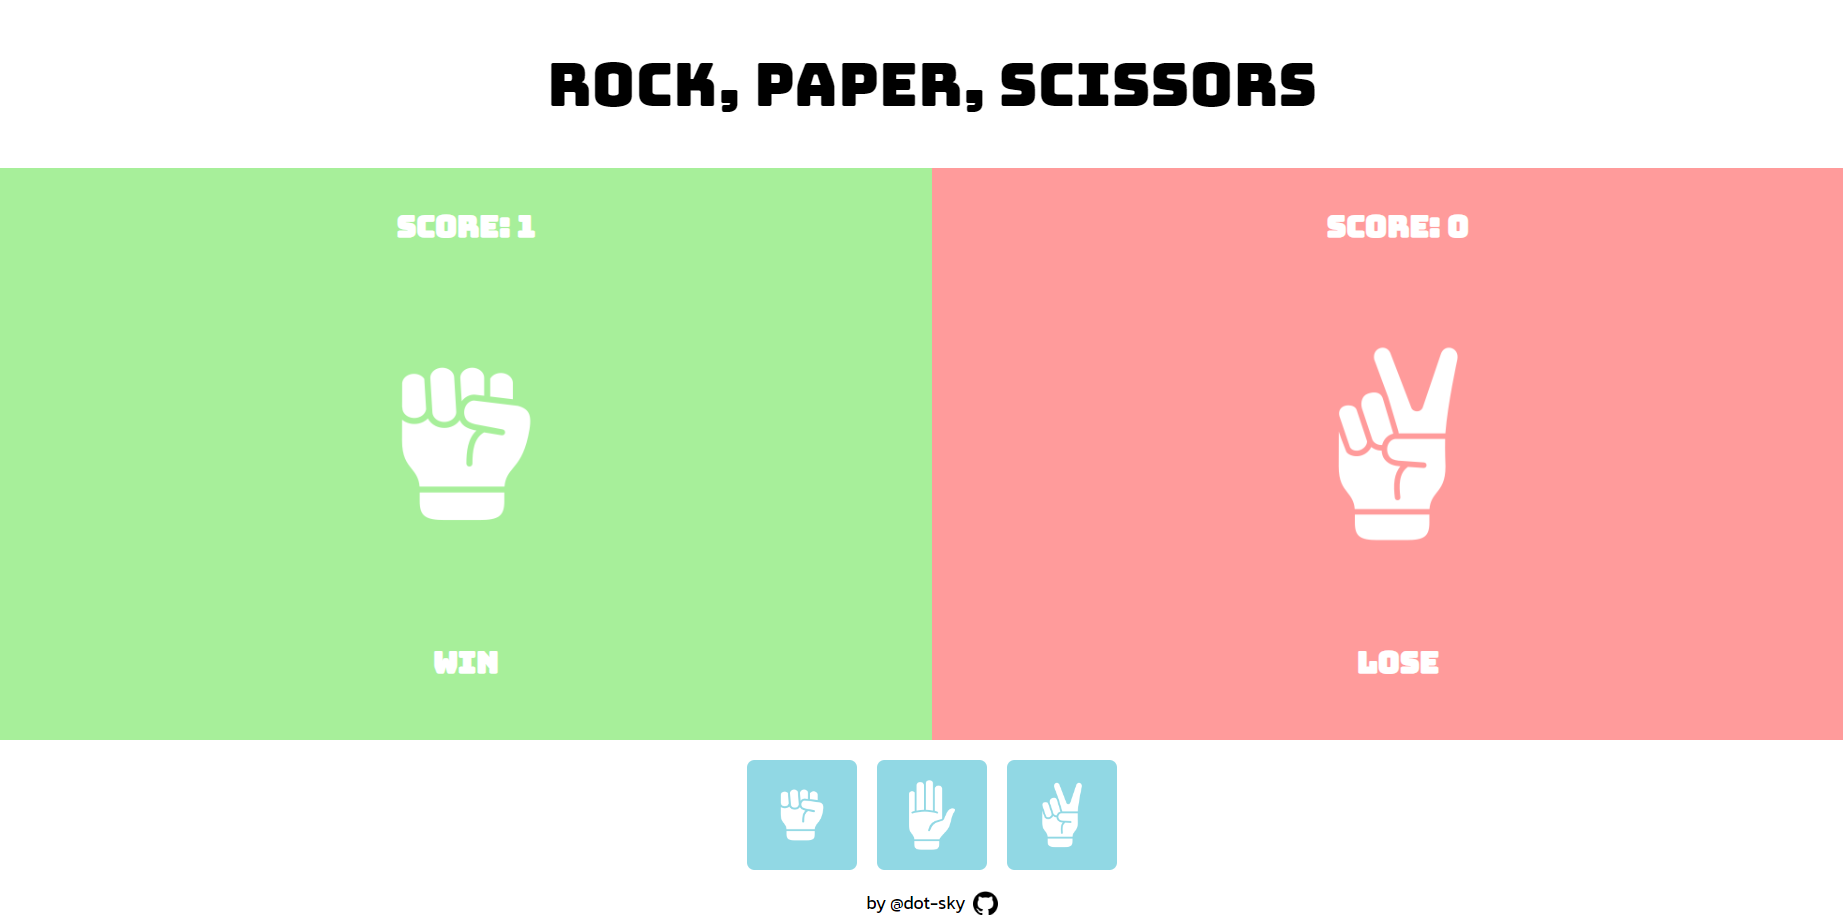 ROCK, PAPER, SCISSORS
SCORE: 1
SCORE: 0
WIN
LOSE
by @dot-sky